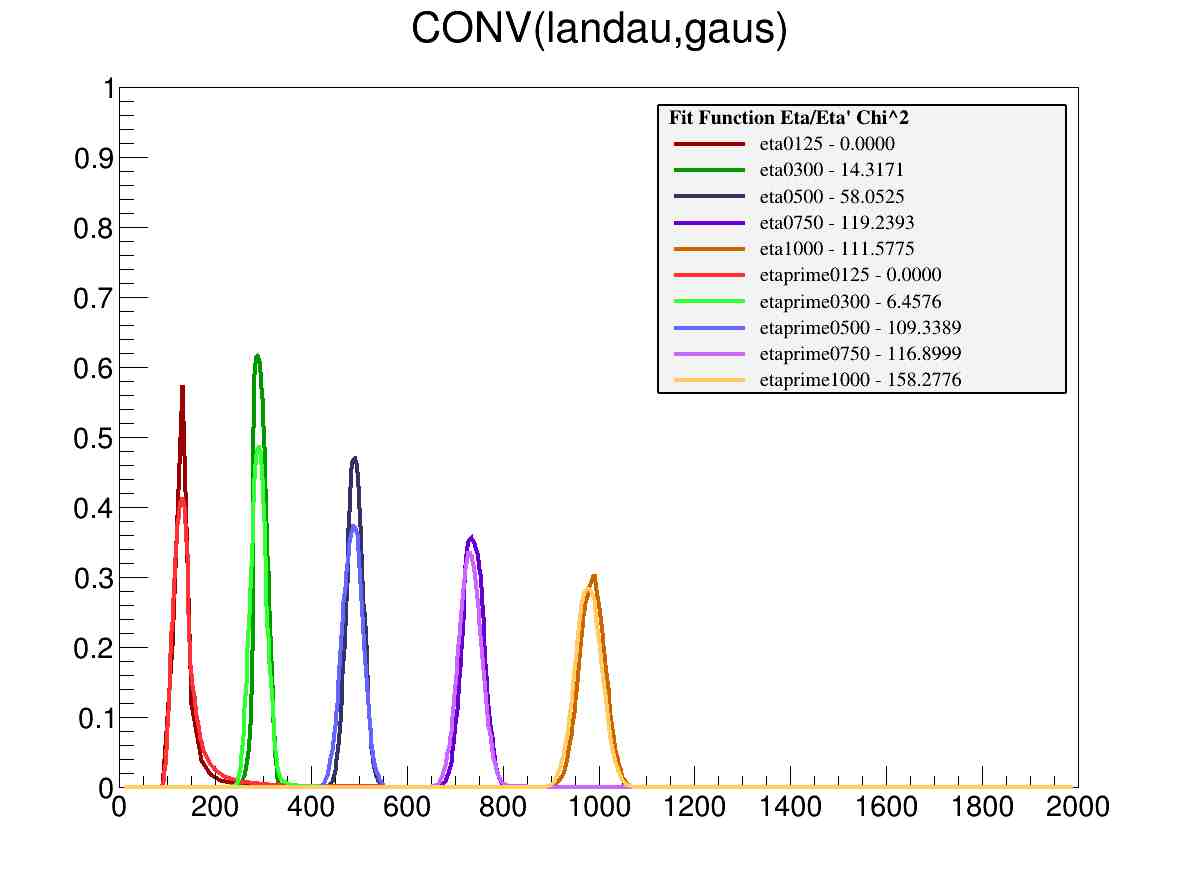 CONV(landau,gaus)
1
0.9
0.8
0.7
0.6
0.5
0.4
0.3
0.2
0.1
0
Fit Function Eta/Eta' Chi^2
eta0125 - 0.0000
eta0300 - 14.3171
eta0500 - 58.0525
eta0750 - 119.2393
eta1000 - 111.5775
etaprime0125 - 0.0000
etaprime0300 - 6.4576
etaprime0500 - 109.3389
etaprime0750 - 116.8999
etaprime1000 - 158.2776
0 200 400 600 800 1000 1200 1400 1600 1800 2000